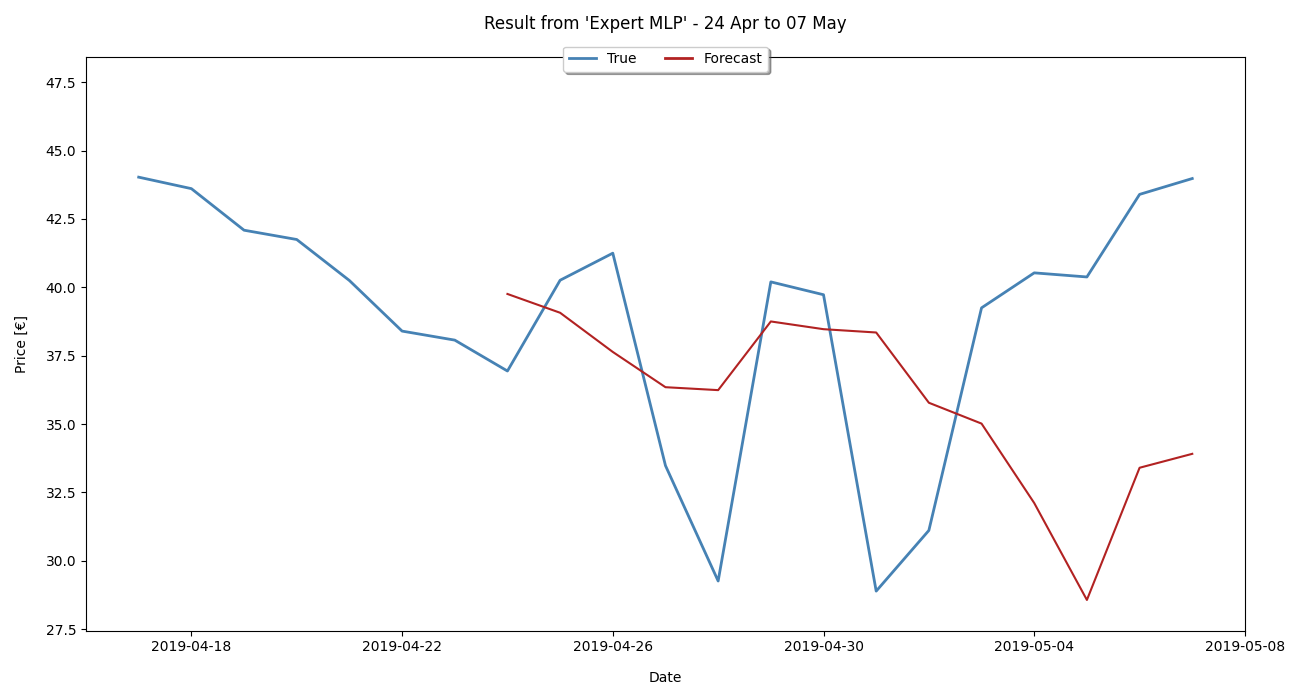 Result from 'Expert MLP' - 24 Apr to 07 May
True Forecast
47.5
45.0
42.5
40.0
37.5
35.0
32.5
30.0
27.5
Price [€]
2019-04-18 2019-04-22 2019-04-26 2019-04-30 2019-05-04 2019-05-08
Date